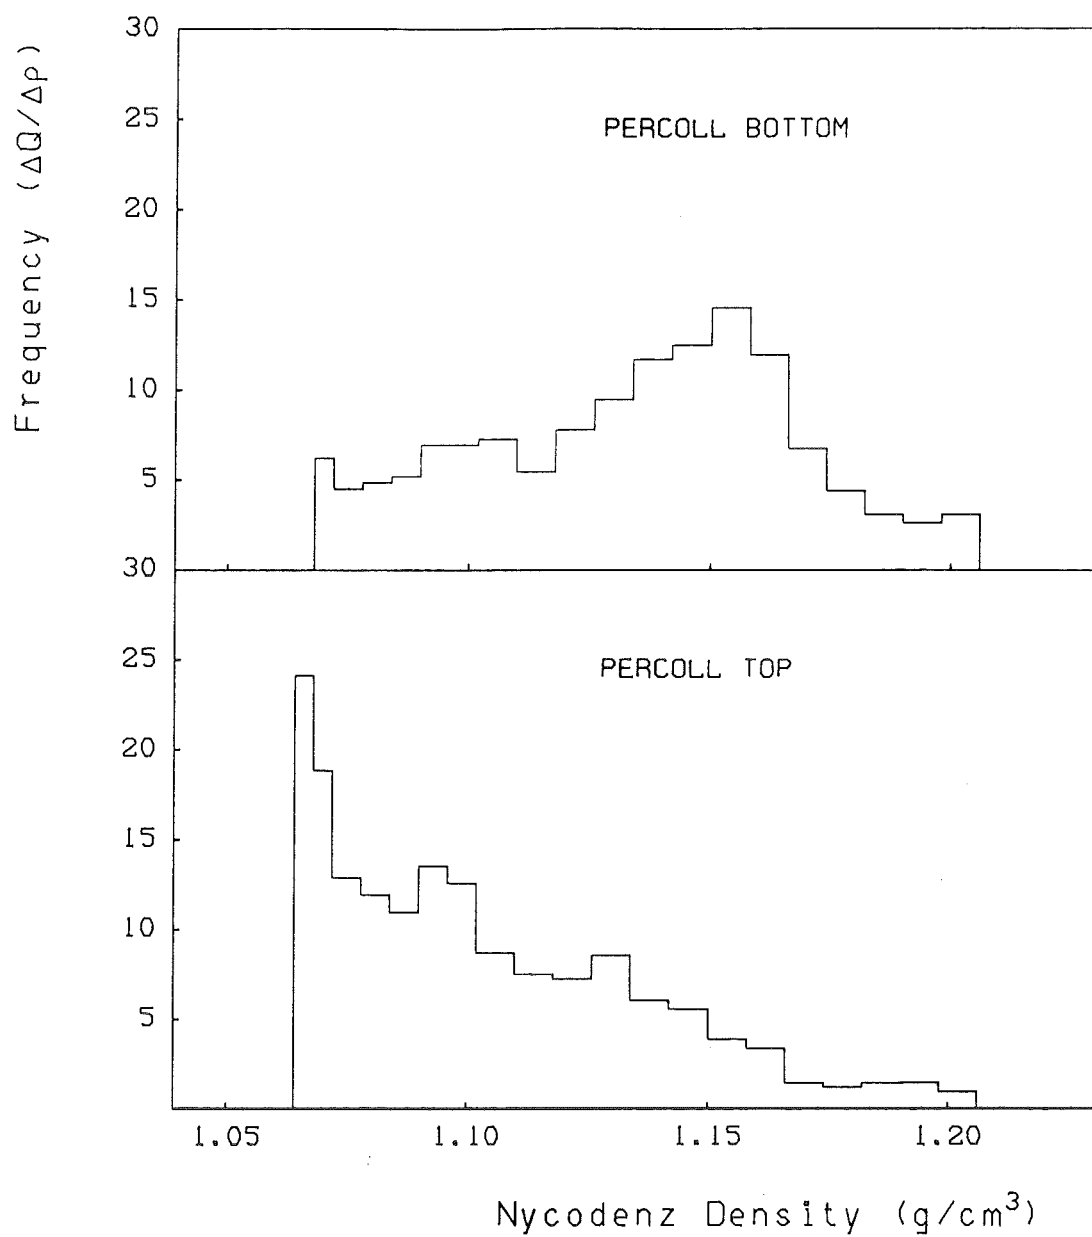 Frequency (ΔQ/Δρ)
30
25
20
15
10
5
PERCOLL BOTTOM
30
25
20
15
10
5
PERCOLL TOP
1.05 1.10 1.15 1.20
Nycodenz Density (g/cm³)